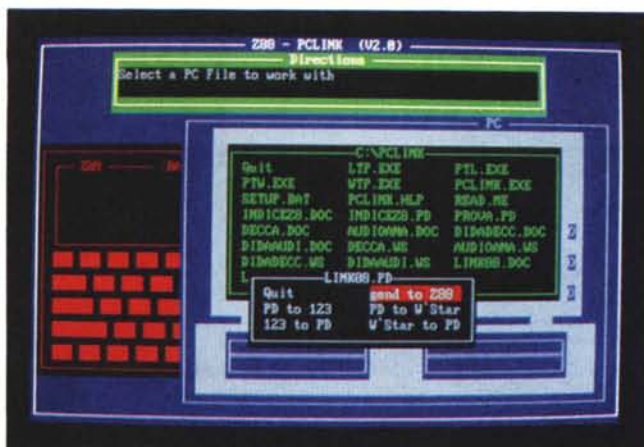 Z88 - PCLINK (V2.0)
Directions
Select a PC File to work with
PC
Z88
C:\PCLINK
Quit LTP.EXE PTL.EXE
PTW.EXE WTP.EXE PCLINK.EXE
SETUP.DAT PCLINK.HLP READ.ME
INDICEZ8.DOC INDICEZ8.PD PROVA.PD
DECCA.DOC AUDIOAMA.DOC DIDADECC.DOC
DIDAAUDI.DOC DECCA.WS AUDIOAMA.WS
DIDADECC.WS DIDAAUDI.WS LINK88.DOC
L
LINK88.PD
Quit send to Z88
PD to 123 PD to W'Star
123 to PD W'Star to PD